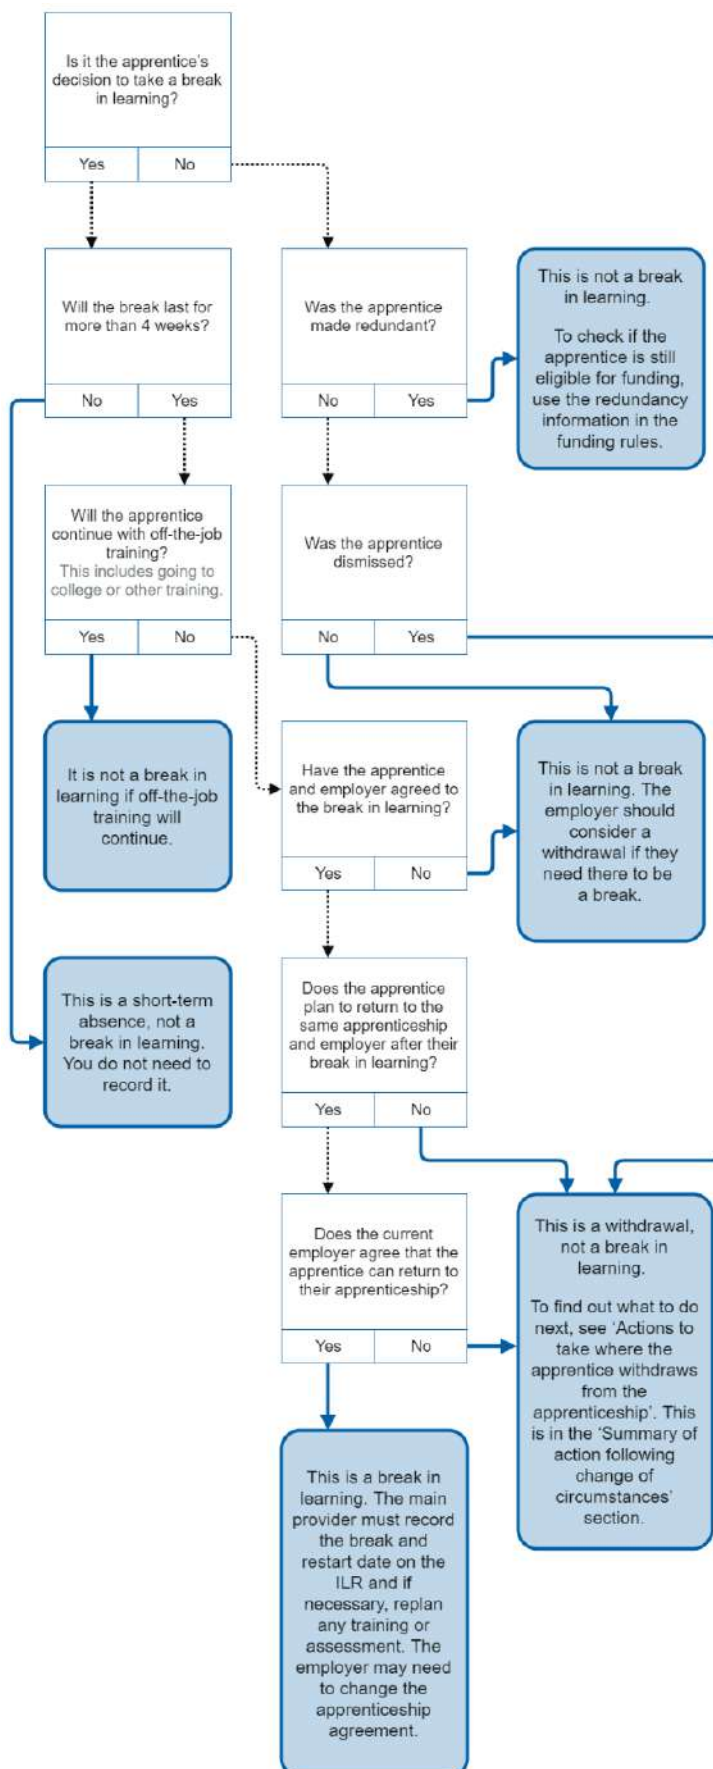 Is it the apprentice's
decision to take a break
in learning?
Yes
No
Will the break last for
more than 4 weeks?
No
Yes
Was the apprentice
made redundant?
No
Yes
This is not a break
in learning.
To check if the
apprentice is still
eligible for funding,
use the redundancy
information in the
funding rules.
Will the apprentice
continue with off-the-job
training?
This includes going to
college or other training.
Yes
No
Was the apprentice
dismissed?
No
Yes
It is not a break in
learning if off-the-job
training will
continue.
Have the apprentice
and employer agreed to
the break in learning?
Yes
No
This is not a break
in learning. The
employer should
consider a
withdrawal if they
need there to be
a break.
This is a short-term
absence, not a
break in learning.
You do not need to
record it.
Does the apprentice
plan to return to the
same apprenticeship
and employer after their
break in learning?
Yes
No
Does the current
employer agree that the
apprentice can return to
their apprenticeship?
Yes
No
This is a withdrawal,
not a break in
learning.
To find out what to do
next, see 'Actions to
take where the
apprentice withdraws
from the
apprenticeship'. This
is in the 'Summary of
action following
change of
circumstances'
section.
This is a break in
learning. The main
provider must record
the break and
restart date on the
ILR and if
necessary, replan
any training or
assessment. The
employer may need
to change the
apprenticeship
agreement.